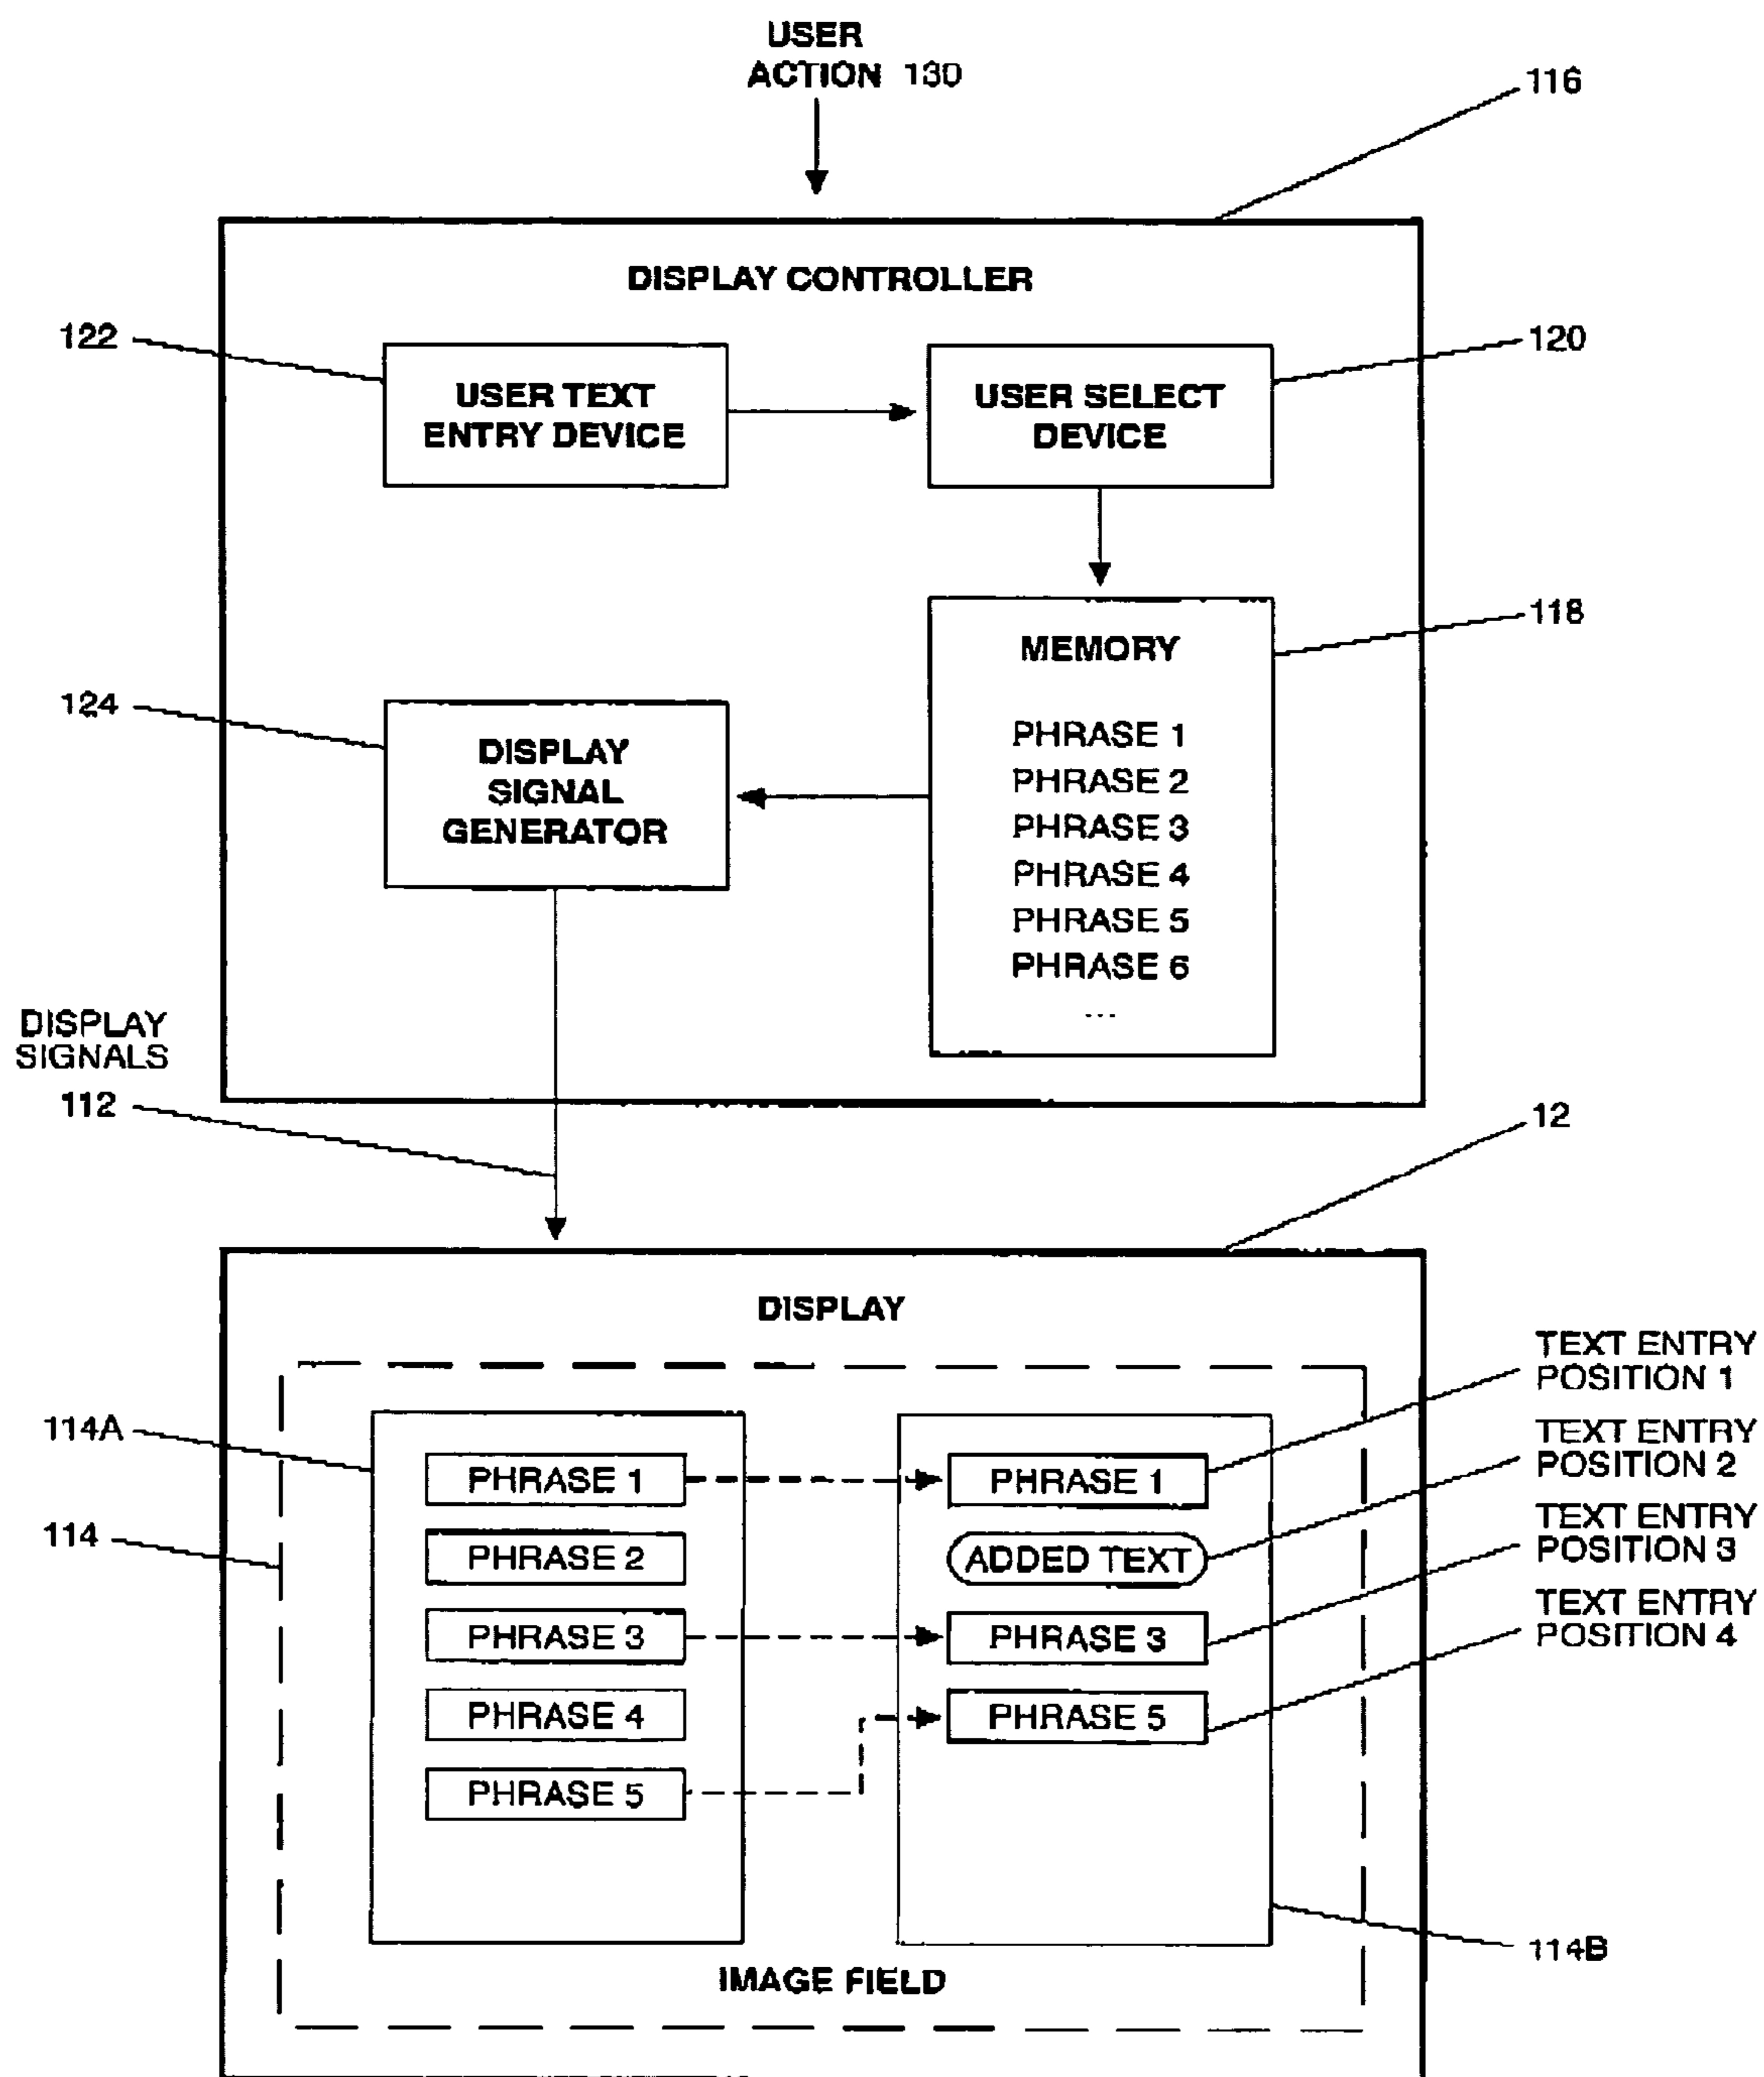 USER
ACTION 130
116
DISPLAY CONTROLLER
122
120
USER TEXT
ENTRY DEVICE
USER SELECT
DEVICE
118
MEMORY
PHRASE 1
PHRASE 2
PHRASE 3
PHRASE 4
PHRASE 5
PHRASE 6
...
124
DISPLAY
SIGNAL
GENERATOR
DISPLAY
SIGNALS
112
12
DISPLAY
114A
114
PHRASE 1
PHRASE 2
PHRASE 3
PHRASE 4
PHRASE 5
PHRASE 1
ADDED TEXT
PHRASE 3
PHRASE 5
TEXT ENTRY
POSITION 1
TEXT ENTRY
POSITION 2
TEXT ENTRY
POSITION 3
TEXT ENTRY
POSITION 4
114B
IMAGE FIELD